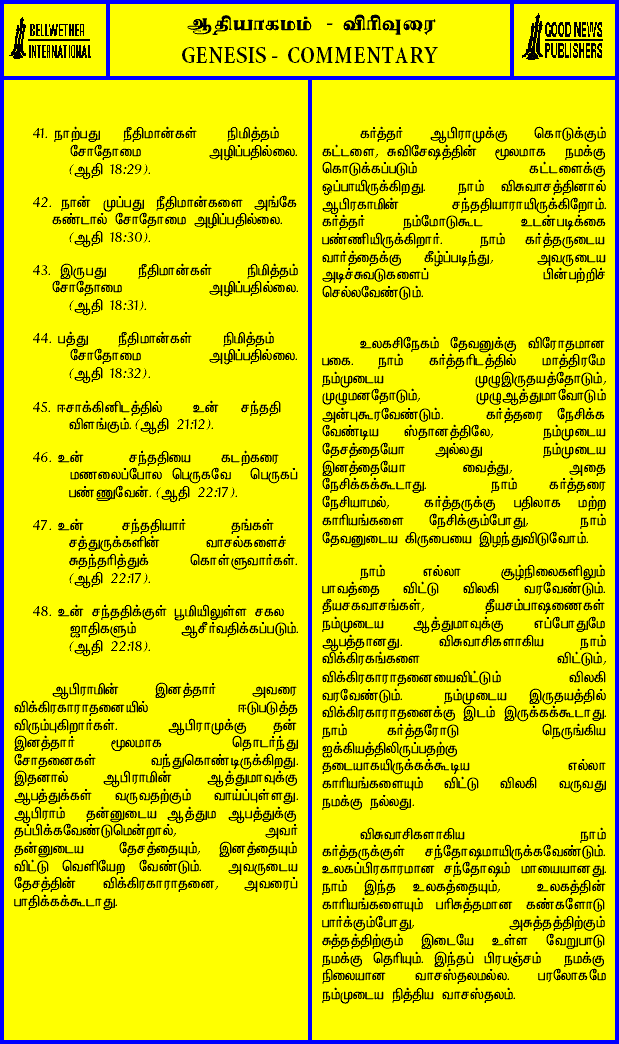 BELLWETHER
INTERNATIONAL
ஆதியாகமம் - விரிவுரை
GENESIS - COMMENTARY
GOOD NEWS
PUBLISHERS
41. நாற்பது நீதிமான்கள் நிமித்தம்
சோதோமை அழிப்பதில்லை.
(ஆதி 18:29).
42. நான் முப்பது நீதிமான்களை அங்கே
கண்டால் சோதோமை அழிப்பதில்லை.
(ஆதி 18:30).
43. இருபது நீதிமான்கள் நிமித்தம்
சோதோமை அழிப்பதில்லை.
(ஆதி 18:31).
44. பத்து நீதிமான்கள் நிமித்தம்
சோதோமை அழிப்பதில்லை.
(ஆதி 18:32).
45. ஈசாக்கினிடத்தில் உன் சந்ததி
விளங்கும். (ஆதி 21:12).
46. உன் சந்ததியை கடற்கரை
மணலைப்போல பெருகவே பெருகப்
பண்ணுவேன். (ஆதி 22:17).
47. உன் சந்ததியார் தங்கள்
சத்துருக்களின் வாசல்களைச்
சுதந்தரித்துக் கொள்ளுவார்கள்.
(ஆதி 22:17).
48. உன் சந்ததிக்குள் பூமியிலுள்ள சகல
ஜாதிகளும் ஆசீர்வதிக்கப்படும்.
(ஆதி 22:18).
ஆபிராமின் இனத்தார் அவரை
விக்கிரகாராதனையில் ஈடுபடுத்த
விரும்புகிறார்கள். ஆபிராமுக்கு தன்
இனத்தார் மூலமாக தொடர்ந்து
சோதனைகள் வந்துகொண்டிருக்கிறது.
இதனால் ஆபிராமின் ஆத்துமாவுக்கு
ஆபத்துக்கள் வருவதற்கும் வாய்ப்புள்ளது.
ஆபிராம் தன்னுடைய ஆத்தும ஆபத்துக்கு
தப்பிக்கவேண்டுமென்றால், அவர்
தன்னுடைய தேசத்தையும், இனத்தையும்
விட்டு வெளியேற வேண்டும். அவருடைய
தேசத்தின் விக்கிரகாராதனை, அவரைப்
பாதிக்கக்கூடாது.
கர்த்தர் ஆபிராமுக்கு கொடுக்கும்
கட்டளை, சுவிசேஷத்தின் மூலமாக நமக்கு
கொடுக்கப்படும் கட்டளைக்கு
ஒப்பாயிருக்கிறது. நாம் விசுவாசத்தினால்
ஆபிரகாமின் சந்ததியாராயிருக்கிறோம்.
கர்த்தர் நம்மோடுகூட உடன்படிக்கை
பண்ணியிருக்கிறார். நாம் கர்த்தருடைய
வார்த்தைக்கு கீழ்ப்படிந்து, அவருடைய
அடிச்சுவடுகளைப் பின்பற்றிச்
செல்லவேண்டும்.
உலகசிநேகம் தேவனுக்கு விரோதமான
பகை. நாம் கர்த்தரிடத்தில் மாத்திரமே
நம்முடைய முழுஇருதயத்தோடும்,
முழுமனதோடும், முழுஆத்துமாவோடும்
அன்புகூரவேண்டும். கர்த்தரை நேசிக்க
வேண்டிய ஸ்தானத்திலே, நம்முடைய
தேசத்தையோ அல்லது நம்முடைய
இனத்தையோ வைத்து, அதை
நேசிக்கக்கூடாது. நாம் கர்த்தரை
நேசியாமல், கர்த்தருக்கு பதிலாக மற்ற
காரியங்களை நேசிக்கும்போது, நாம்
தேவனுடைய கிருபையை இழந்துவிடுவோம்.
நாம் எல்லா சூழ்நிலைகளிலும்
பாவத்தை விட்டு விலகி வரவேண்டும்.
தீயசகவாசங்கள், தீயசம்பாஷணைகள்
நம்முடைய ஆத்துமாவுக்கு எப்போதுமே
ஆபத்தானது. விசுவாசிகளாகிய நாம்
விக்கிரகங்களை விட்டும்,
விக்கிரகாராதனையைவிட்டும் விலகி
வரவேண்டும். நம்முடைய இருதயத்தில்
விக்கிரகாராதனைக்கு இடம் இருக்கக்கூடாது.
நாம் கர்த்தரோடு நெருங்கிய
ஐக்கியத்திலிருப்பதற்கு
தடையாகயிருக்கக்கூடிய எல்லா
காரியங்களையும் விட்டு விலகி வருவது
நமக்கு நல்லது.
விசுவாசிகளாகிய நாம்
கர்த்தருக்குள் சந்தோஷமாயிருக்கவேண்டும்.
உலகப்பிரகாரமான சந்தோஷம் மாயையானது.
நாம் இந்த உலகத்தையும், உலகத்தின்
காரியங்களையும் பரிசுத்தமான கண்களோடு
பார்க்கும்போது, அசுத்தத்திற்கும்
சுத்தத்திற்கும் இடையே உள்ள வேறுபாடு
நமக்கு தெரியும். இந்தப் பிரபஞ்சம் நமக்கு
நிலையான வாசஸ்தலமல்ல. பரலோகமே
நம்முடைய நித்திய வாசஸ்தலம்.